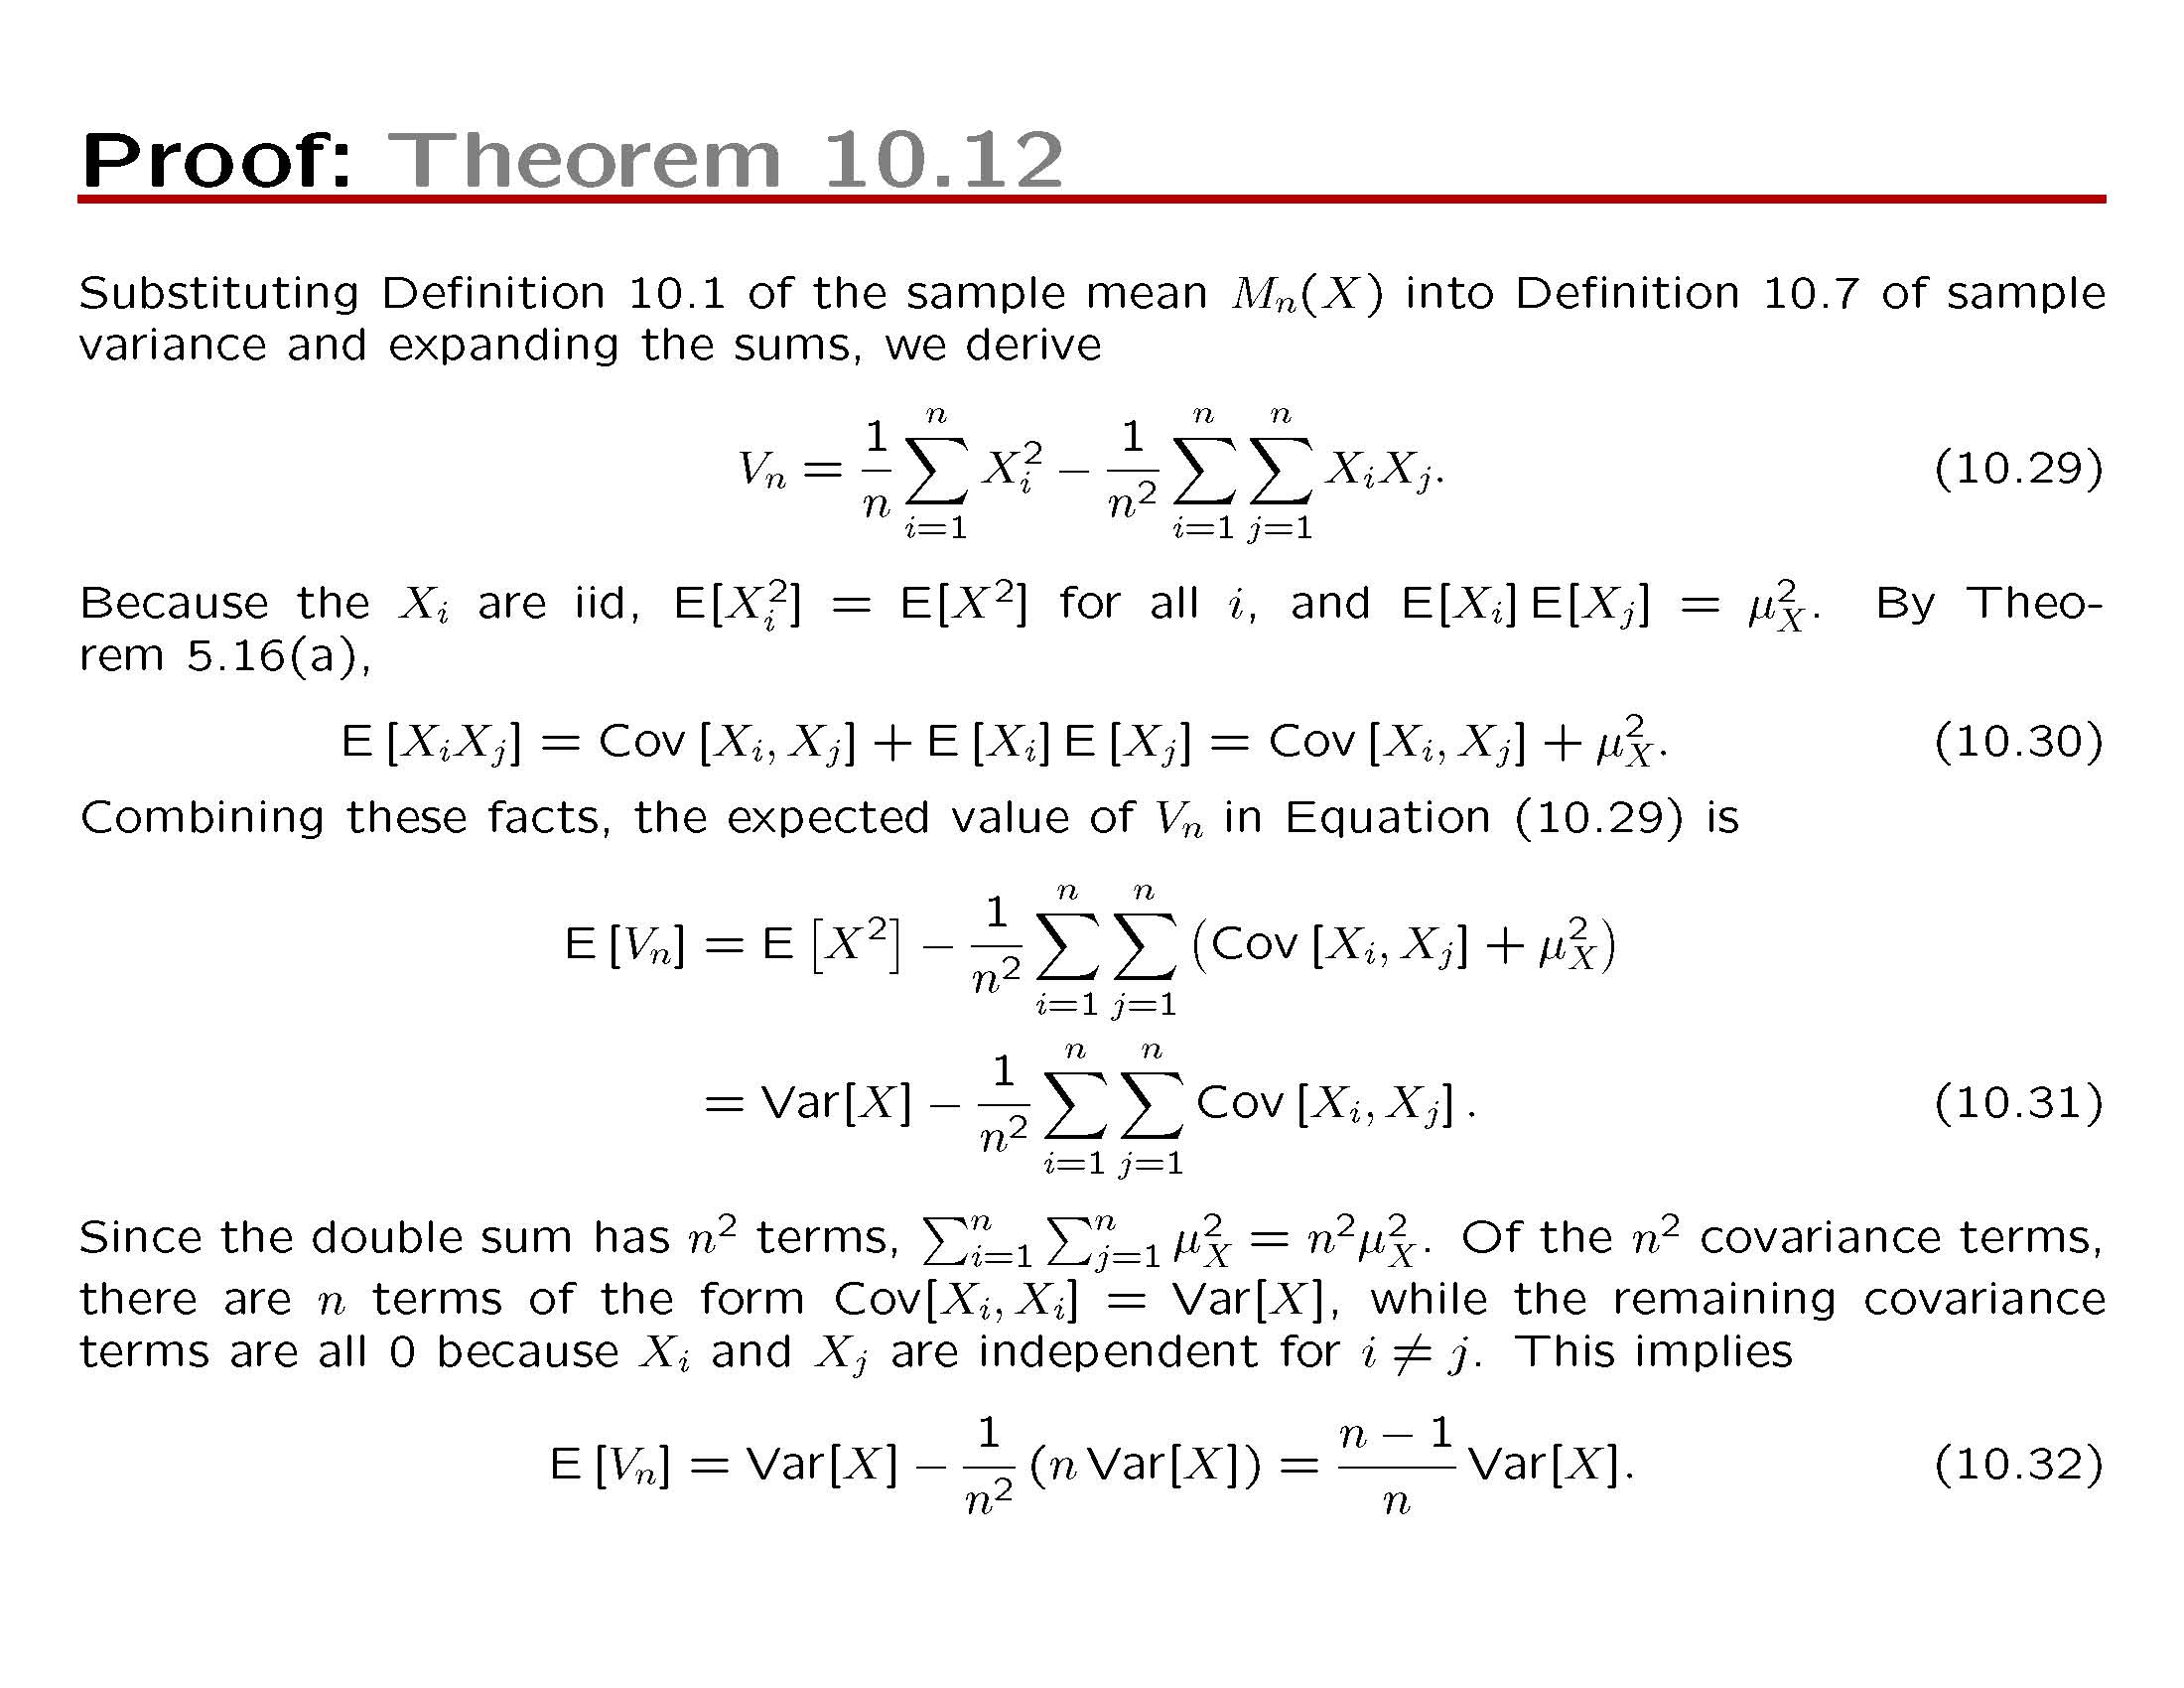 Proof: Theorem 10.12
Substituting Definition 10.1 of the sample mean $M_n(X)$ into Definition 10.7 of sample
variance and expanding the sums, we derive
$V_n = \frac{1}{n} \sum_{i=1}^{n} X_i^2 - \frac{1}{n^2} \sum_{i=1}^{n} \sum_{j=1}^{n} X_i X_j.$ (10.29)
Because the $X_i$ are iid, $E[X_i^2] = E[X^2]$ for all $i$, and $E[X_i] E[X_j] = \mu_X^2$. By Theo-
rem 5.16(a),
$E[X_i X_j] = Cov[X_i, X_j] + E[X_i] E[X_j] = Cov[X_i, X_j] + \mu_X^2.$ (10.30)
Combining these facts, the expected value of $V_n$ in Equation (10.29) is
$E[V_n] = E[X^2] - \frac{1}{n^2} \sum_{i=1}^{n} \sum_{j=1}^{n} (Cov[X_i, X_j] + \mu_X^2)$
$= Var[X] - \frac{1}{n^2} \sum_{i=1}^{n} \sum_{j=1}^{n} Cov[X_i, X_j].$ (10.31)
Since the double sum has $n^2$ terms, $\sum_{i=1}^{n} \sum_{j=1}^{n} \mu_X^2 = n^2 \mu_X^2$. Of the $n^2$ covariance terms,
there are $n$ terms of the form $Cov[X_i, X_i] = Var[X]$, while the remaining covariance
terms are all 0 because $X_i$ and $X_j$ are independent for $i \neq j$. This implies
$E[V_n] = Var[X] - \frac{1}{n^2} (n Var[X]) = \frac{n-1}{n} Var[X].$ (10.32)